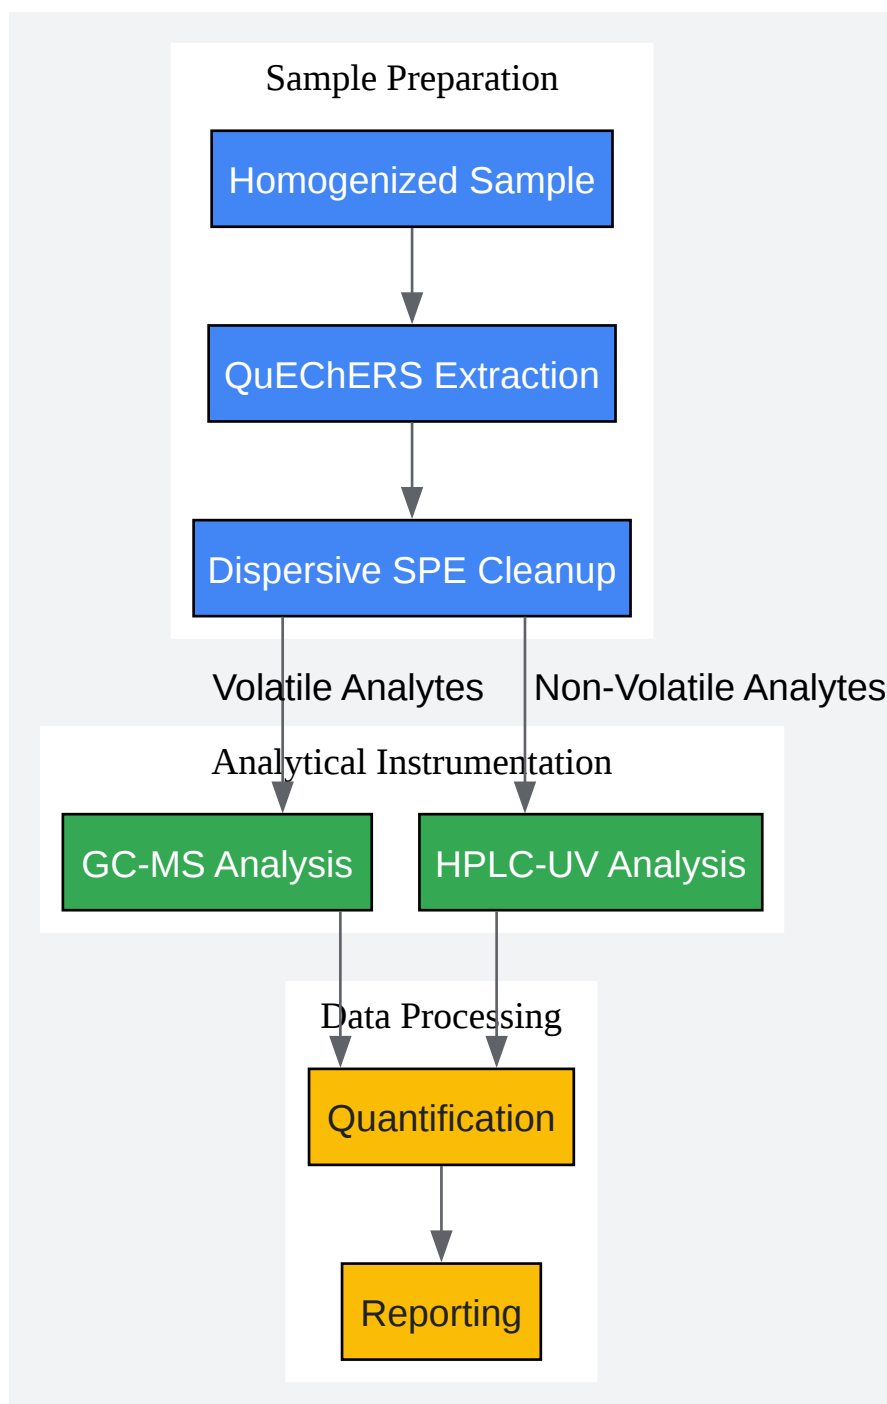 Sample Preparation
Homogenized Sample
QuEChERS Extraction
Dispersive SPE Cleanup
Volatile Analytes
Non-Volatile Analytes
Analytical Instrumentation
GC-MS Analysis
HPLC-UV Analysis
Data Processing
Quantification
Reporting